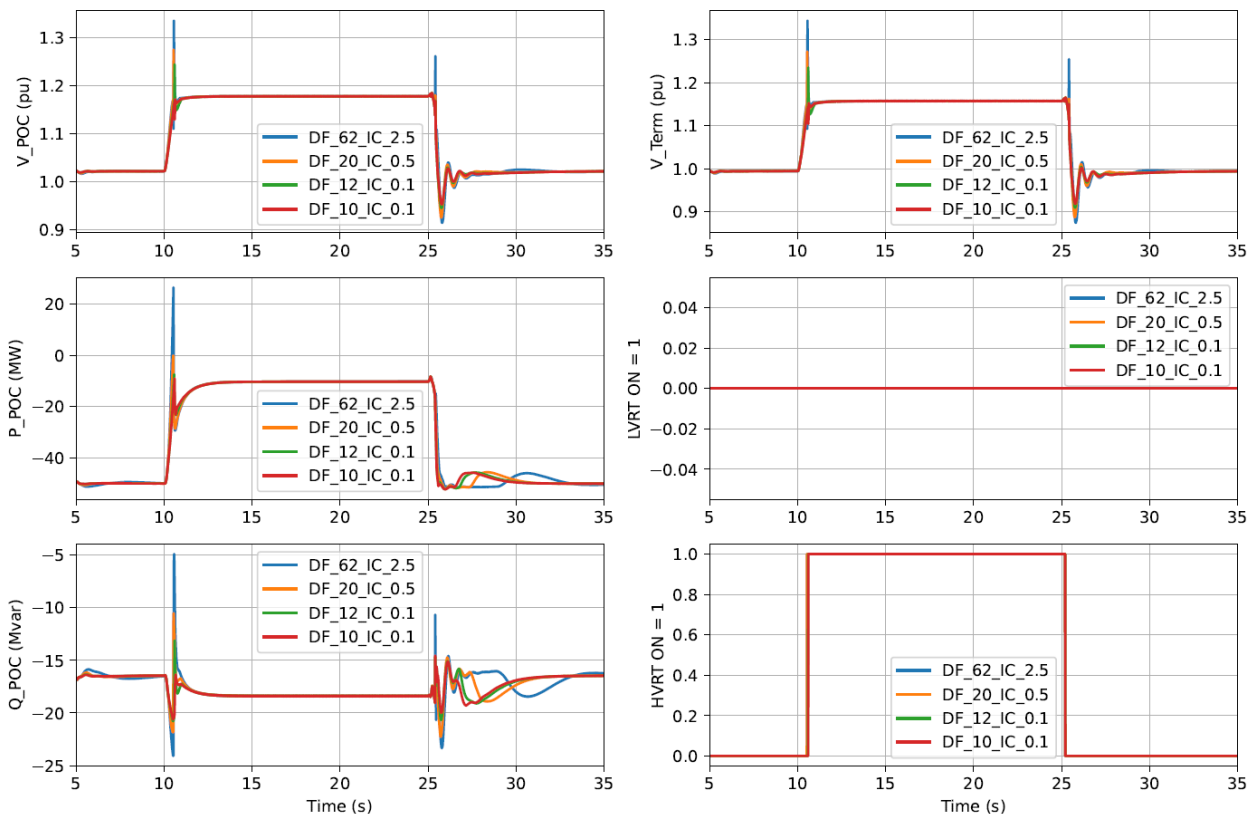 V_POC (pu)
1.3
1.2
1.1
1.0
0.9
5 10 15 20 25 30 35
DF_62_IC_2.5
DF_20_IC_0.5
DF_12_IC_0.1
DF_10_IC_0.1
V_Term (pu)
1.3
1.2
1.1
1.0
0.9
5 10 15 20 25 30 35
DF_62_IC_2.5
DF_20_IC_0.5
DF_12_IC_0.1
DF_10_IC_0.1
P_POC (MW)
20
0
−20
−40
5 10 15 20 25 30 35
DF_62_IC_2.5
DF_20_IC_0.5
DF_12_IC_0.1
DF_10_IC_0.1
LVRT ON = 1
0.04
0.02
0.00
−0.02
−0.04
5 10 15 20 25 30 35
DF_62_IC_2.5
DF_20_IC_0.5
DF_12_IC_0.1
DF_10_IC_0.1
Q_POC (Mvar)
−5
−10
−15
−20
−25
5 10 15 20 25 30 35
Time (s)
DF_62_IC_2.5
DF_20_IC_0.5
DF_12_IC_0.1
DF_10_IC_0.1
HVRT ON = 1
1.0
0.8
0.6
0.4
0.2
0.0
5 10 15 20 25 30 35
Time (s)
DF_62_IC_2.5
DF_20_IC_0.5
DF_12_IC_0.1
DF_10_IC_0.1